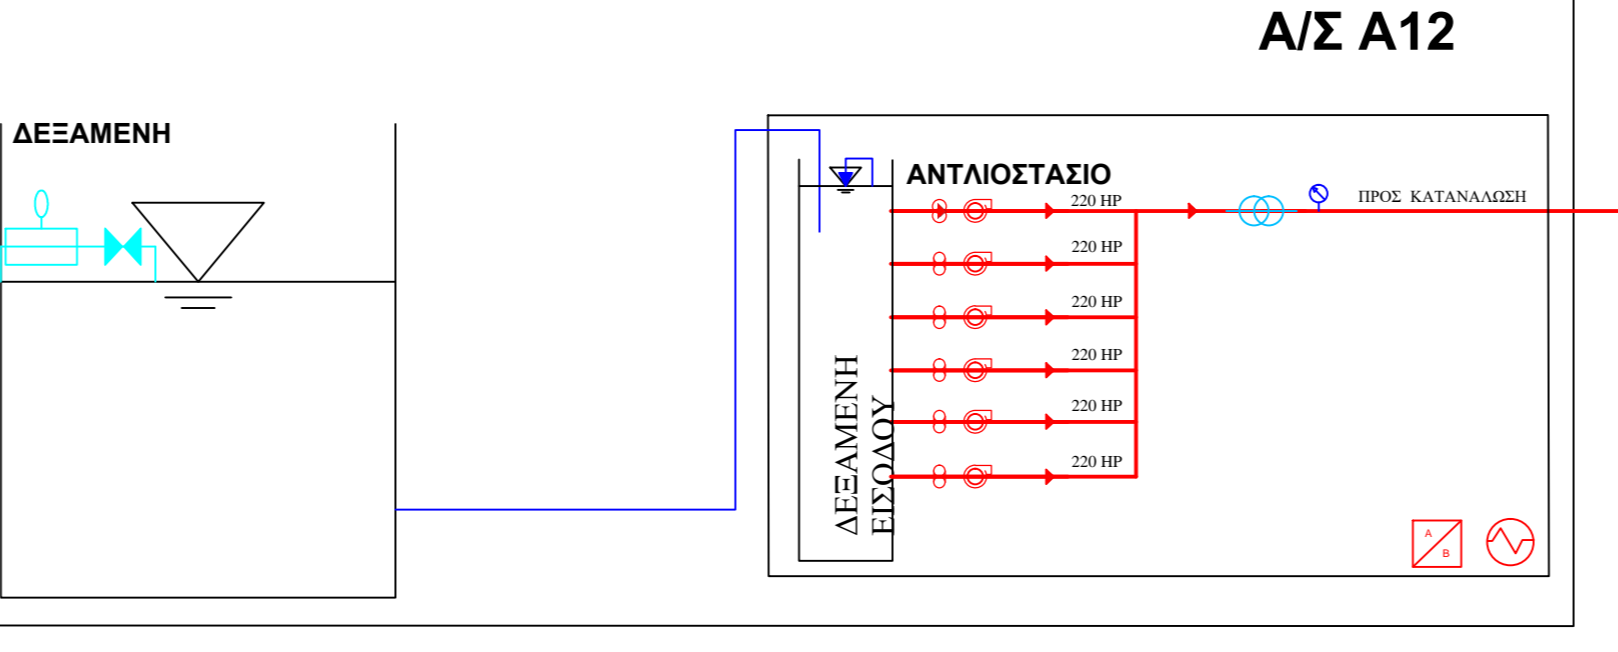 Α/Σ Α12
ΔΕΞΑΜΕΝΗ
ΑΝΤΛΙΟΣΤΑΣΙΟ
220 HP
ΠΡΟΣ ΚΑΤΑΝΑΛΩΣΗ
220 HP
220 HP
220 HP
220 HP
220 HP
ΔΕΞΑΜΕΝΗ
ΕΙΣΟΔΟΥ
A
B